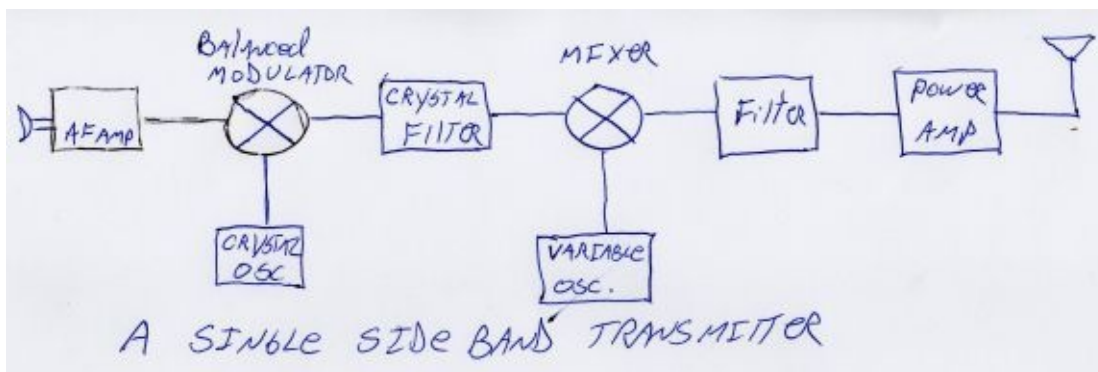 Balanced
MODULATOR
MIXER
AF AMP
CRYSTAL
FILTER
Filter
Power
AMP
CRYSTAL
OSC
VARIABLE
OSC.
A SINGLE SIDE BAND TRANSMITTER